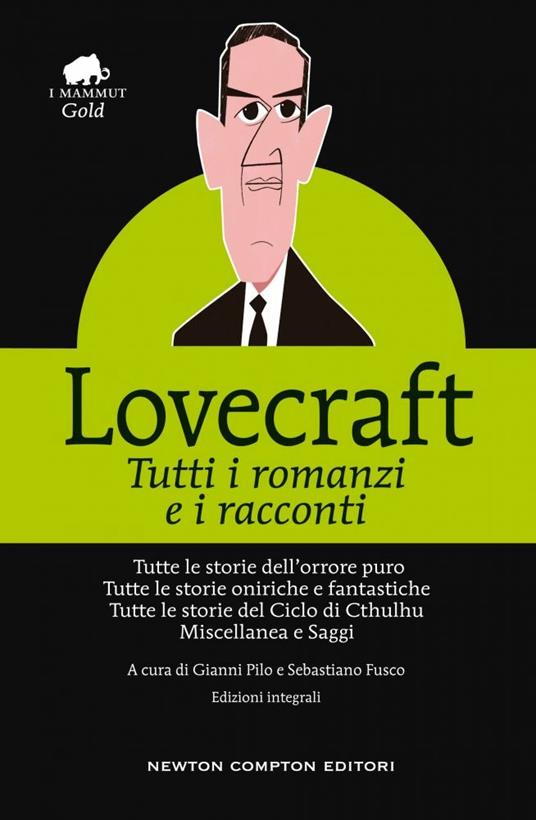 I MAMMUT
Gold
Lovecraft
Tutti i romanzi
e i racconti
Tutte le storie dell'orrore puro
Tutte le storie oniriche e fantastiche
Tutte le storie del Ciclo di Cthulhu
Miscellanea e Saggi
A cura di Gianni Pilo e Sebastiano Fusco
Edizioni integrali
NEWTON COMPTON EDITORI